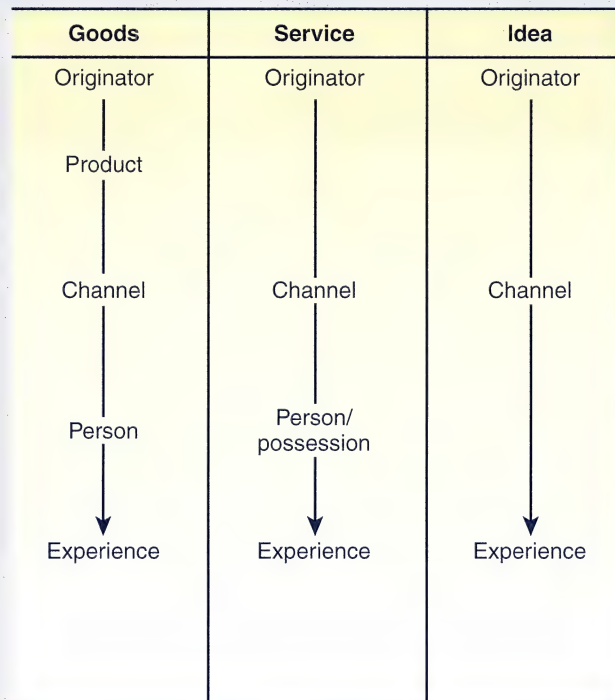 Goods
Service
Idea
Originator
Originator
Originator
Product
Channel
Channel
Channel
Person
Person/
possession
Experience
Experience
Experience